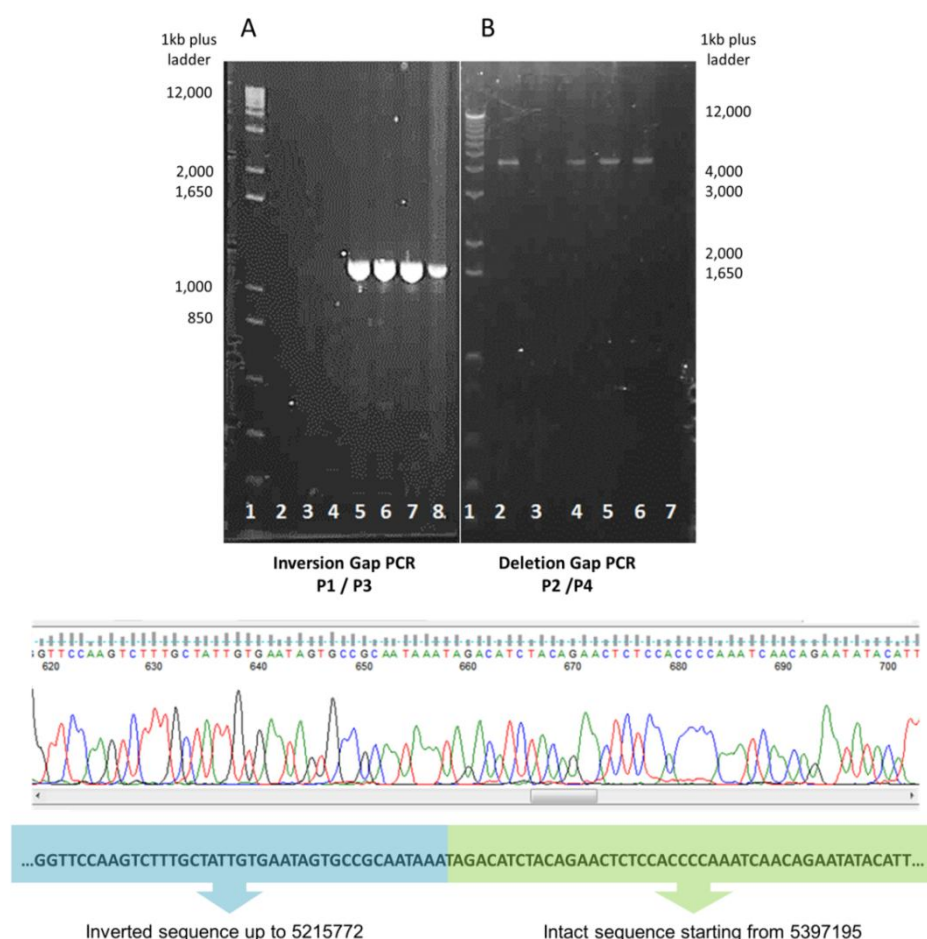 A
B
1kb plus
ladder
12,000
2,000
1,650
1,000
850
1 2 3 4 5 6 7 8
1 2 3 4 5 6 7
1kb plus
ladder
12,000
4,000
3,000
2,000
1,650
Inversion Gap PCR
P1 / P3
Deletion Gap PCR
P2 /P4
GTTCCAAGTCTTTGCTATTGTGAATAGTGCCGCAATAAATAGACATCTACAGAACTCTCCACCCCAAATCAACAGAATATACATT
620 630 640 650 660 670 680 690 700
...GGTTCCAAGTCTTTGCTATTGTGAATAGTGCCGCAATAAATAGACATCTACAGAACTCTCCACCCCAAATCAACAGAATATACATT...
Inverted sequence up to 5215772
Intact sequence starting from 5397195